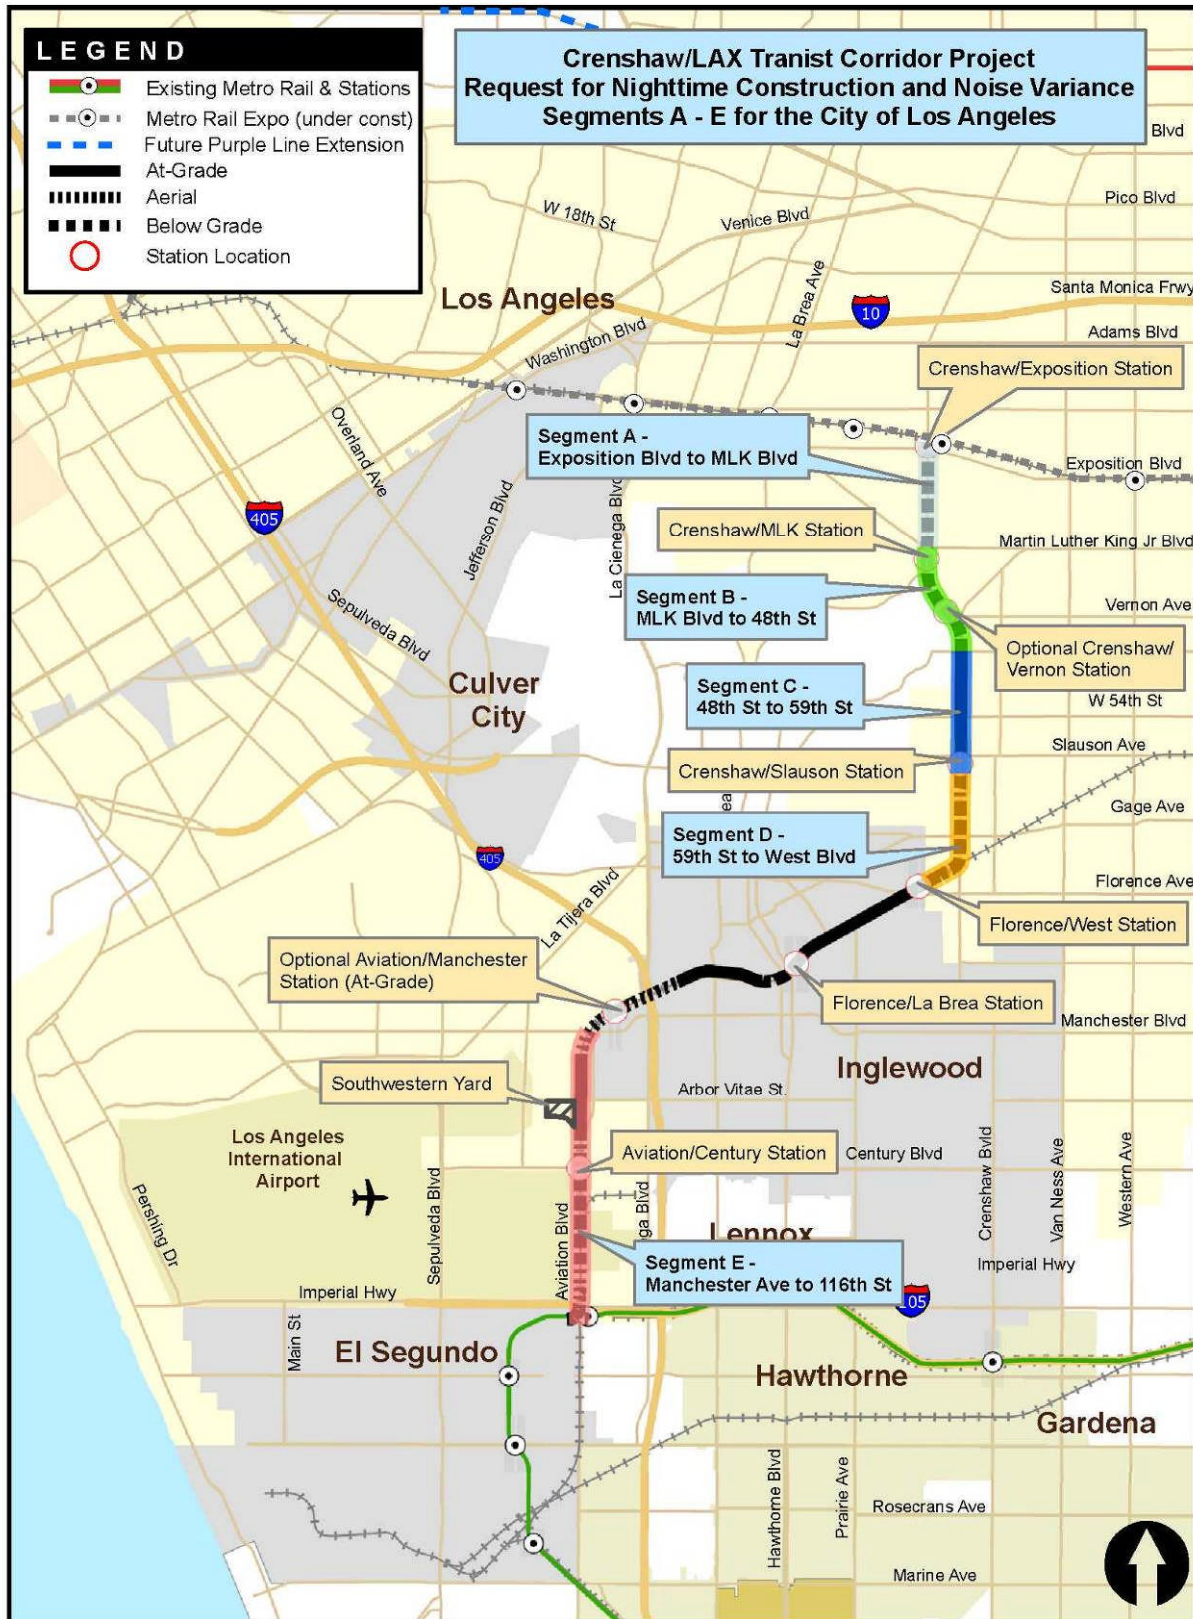 LEGEND
Existing Metro Rail & Stations
Metro Rail Expo (under const)
Future Purple Line Extension
At-Grade
Aerial
Below Grade
Station Location
Crenshaw/LAX Tranist Corridor Project
Request for Nighttime Construction and Noise Variance
Segments A - E for the City of Los Angeles
Blvd
Pico Blvd
W 18th St
Venice Blvd
La Brea Ave
Santa Monica Frwy
Los Angeles
10
Adams Blvd
Washington Blvd
Crenshaw/Exposition Station
Overland Ave
Segment A -
Exposition Blvd to MLK Blvd
Exposition Blvd
405
Jefferson Blvd
La Cienega Blvd
Crenshaw/MLK Station
Martin Luther King Jr Blvd
Sepulveda Blvd
Segment B -
MLK Blvd to 48th St
Vernon Ave
Optional Crenshaw/
Vernon Station
Culver
City
Segment C -
48th St to 59th St
W 54th St
Slauson Ave
Crenshaw/Slauson Station
ea
Gage Ave
Segment D -
59th St to West Blvd
405
Florence Ave
La Tijera Blvd
Florence/West Station
Optional Aviation/Manchester
Station (At-Grade)
Florence/La Brea Station
Manchester Blvd
Inglewood
Southwestern Yard
Arbor Vitae St.
Los Angeles
International
Airport
Aviation/Century Station
Century Blvd
Pershing Dr
Sepulveda Blvd
Aviation Blvd
ga Blvd
Crenshaw Bvld
Van Ness Ave
Western Ave
Lennox
Segment E -
Manchester Ave to 116th St
Imperial Hwy
Imperial Hwy
105
Main St
El Segundo
Hawthorne
Gardena
Hawthorne Blvd
Prairie Ave
Rosecrans Ave
Marine Ave